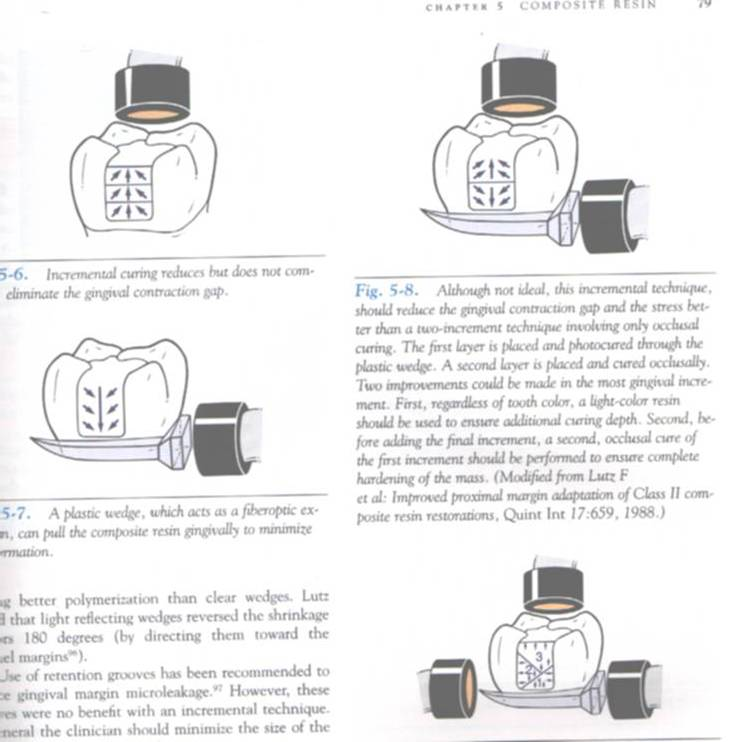 CHAPTER 5 COMPOSITE RESIN 79
5-6. Incremental curing reduces but does not com-
eliminate the gingival contraction gap.
5-7. A plastic wedge, which acts as a fiberoptic ex-
can pull the composite resin gingivally to minimize
rmation.
better polymerization than clear wedges. Lutz
that light reflecting wedges reversed the shrinkage
180 degrees (by directing them toward the
el margins⁹⁶).
Use of retention grooves has been recommended to
ce gingival margin microleakage.⁹⁷ However, these
were no benefit with an incremental technique.
neral the clinician should minimize the size of the
Fig. 5-8. Although not ideal, this incremental technique,
should reduce the gingival contraction gap and the stress bet-
ter than a two-increment technique involving only occlusal
curing. The first layer is placed and photocured through the
plastic wedge. A second layer is placed and cured occlusally.
Two improvements could be made in the most gingival incre-
ment. First, regardless of tooth color, a light-color resin
should be used to ensure additional curing depth. Second, be-
fore adding the final increment, a second, occlusal cure of
the first increment should be performed to ensure complete
hardening of the mass. (Modified from Lutz F
et al: Improved proximal margin adaptation of Class II com-
posite resin restorations, Quint Int 17:659, 1988.)
3
2